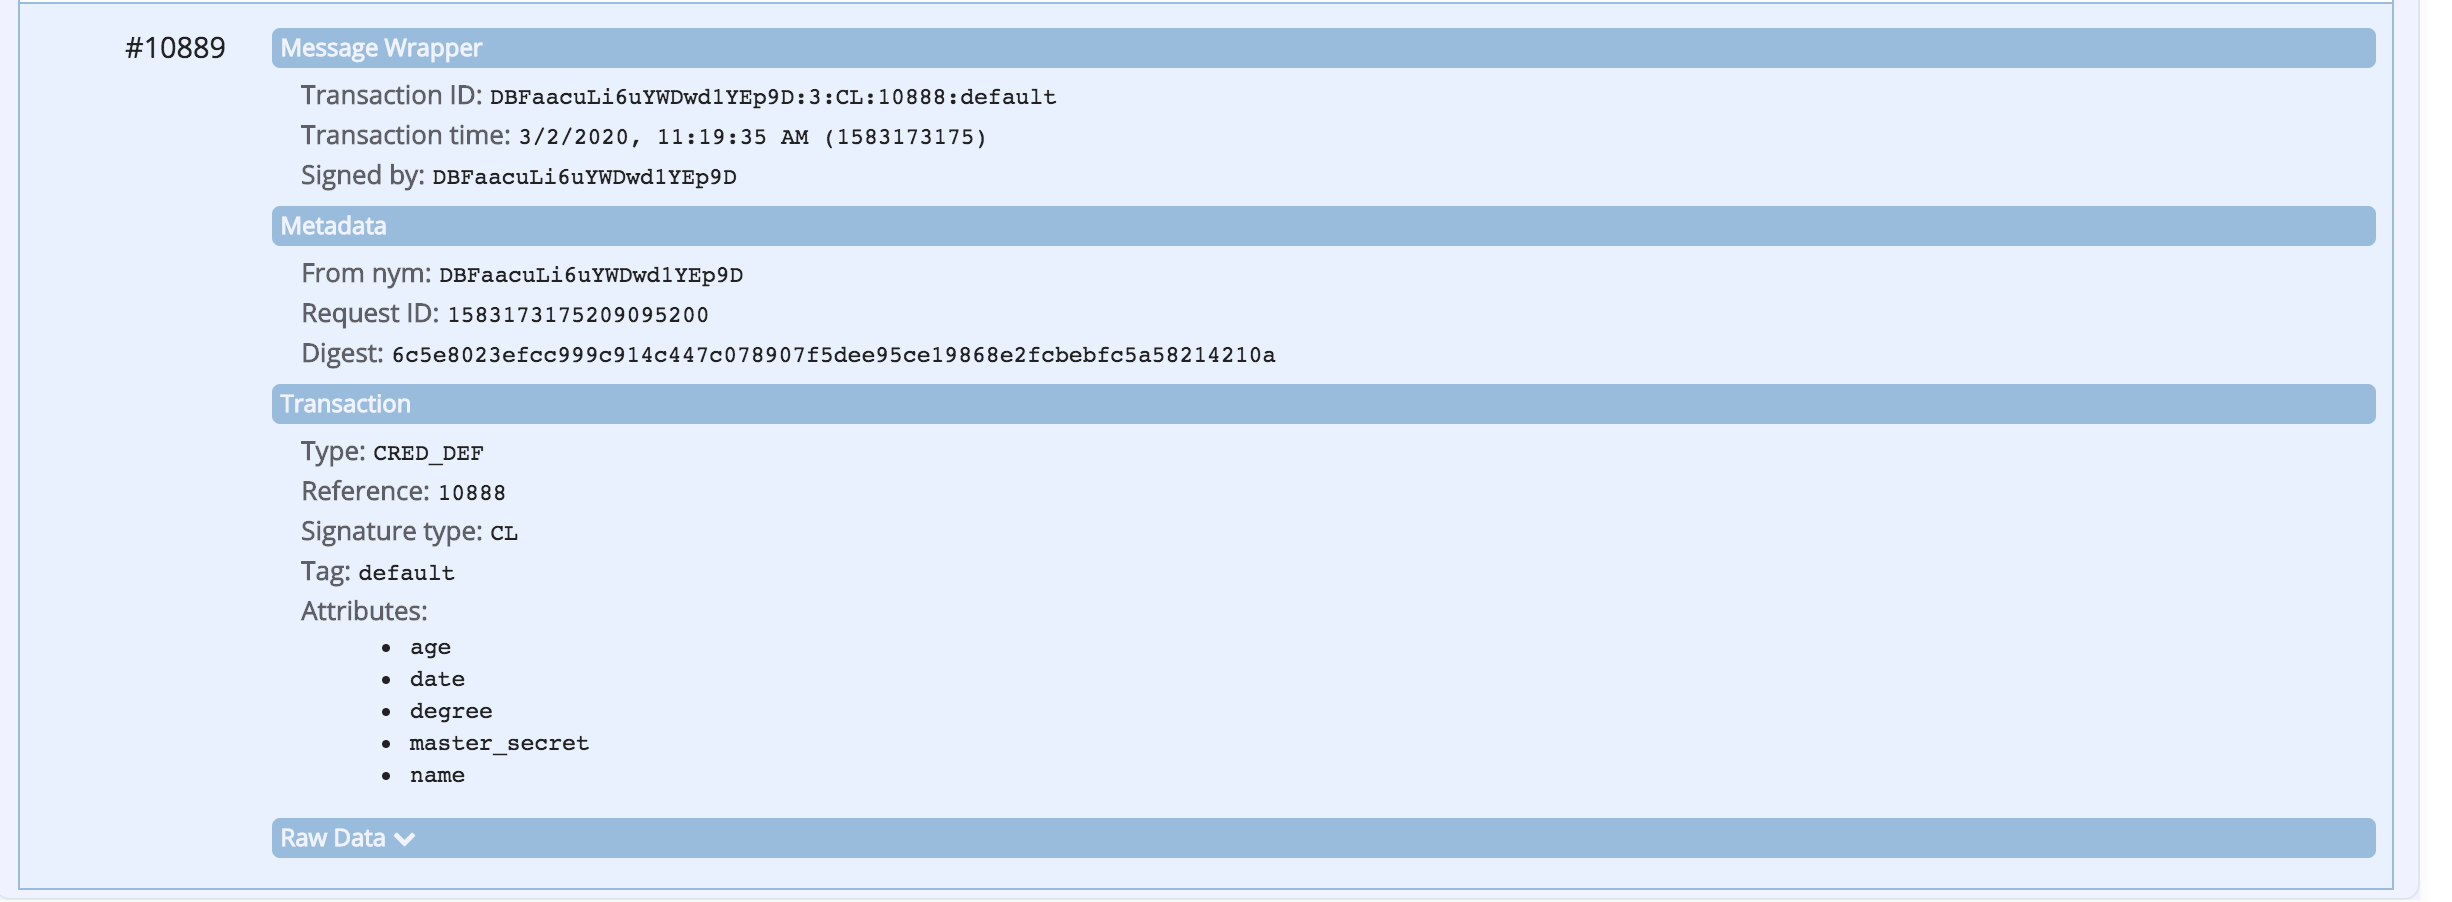 #10889
Message Wrapper
Transaction ID: DBFaacuLi6uYWDwd1YEp9D:3:CL:10888:default
Transaction time: 3/2/2020, 11:19:35 AM (1583173175)
Signed by: DBFaacuLi6uYWDwd1YEp9D
Metadata
From nym: DBFaacuLi6uYWDwd1YEp9D
Request ID: 1583173175209095200
Digest: 6c5e8023efcc999c914c447c078907f5dee95ce19868e2fcbebfc5a58214210a
Transaction
Type: CRED_DEF
Reference: 10888
Signature type: CL
Tag: default
Attributes:
• age
• date
• degree
• master_secret
• name
Raw Data